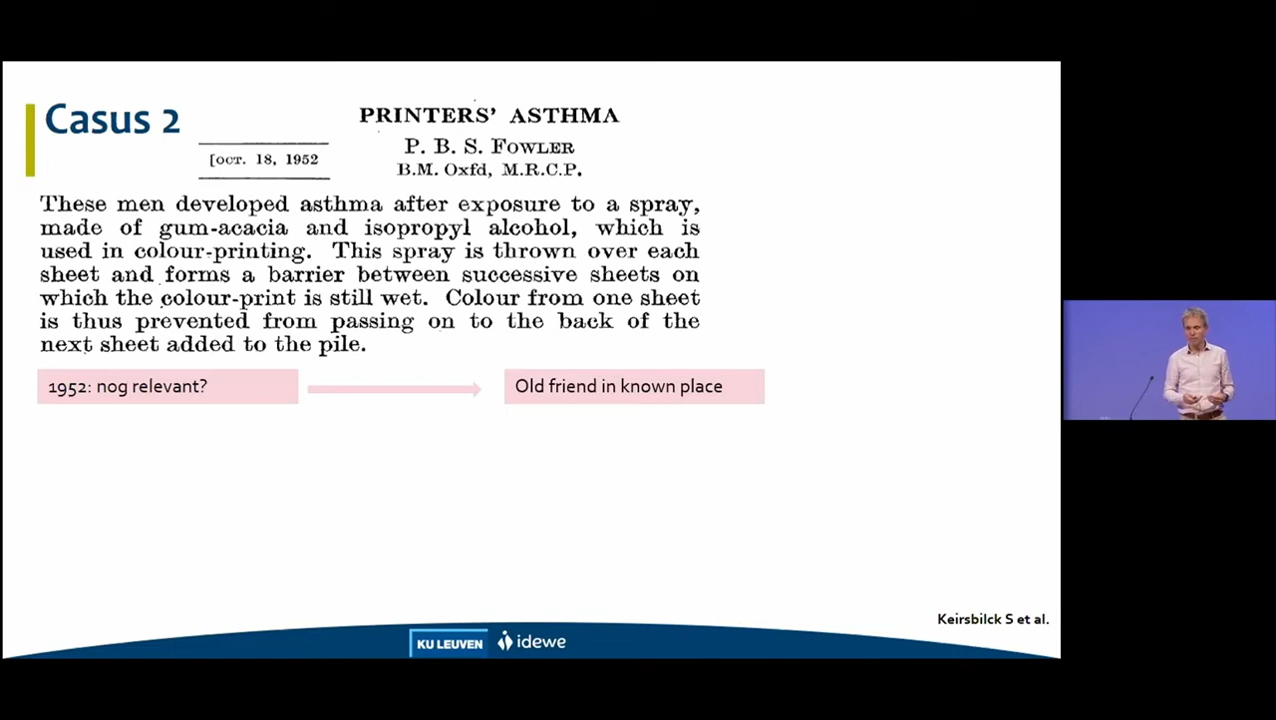 Casus 2
PRINTERS' ASTHMA
P. B. S. FOWLER
[OCT. 18, 1952
B.M. Oxfd, M.R.C.P.
These men developed asthma after exposure to a spray,
made of gum-acacia and isopropyl alcohol, which is
used in colour-printing. This spray is thrown over each
sheet and forms a barrier between successive sheets on
which the colour-print is still wet. Colour from one sheet
is thus prevented from passing on to the back of the
next sheet added to the pile.
1952: nog relevant?
Old friend in known place
Keirsbilck S et al.
KU LEUVEN
idewe